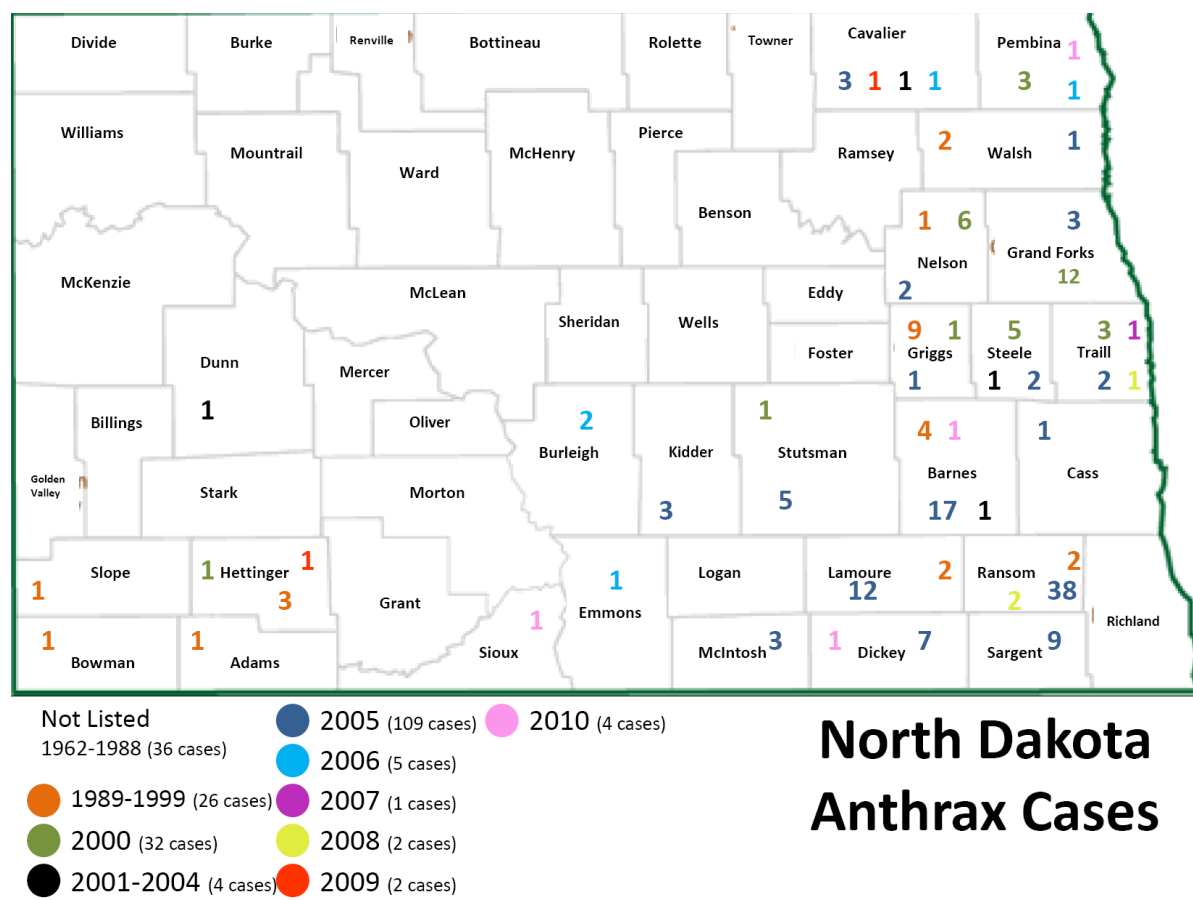 Divide
Burke
Renville
Bottineau
Rolette
Towner
Cavalier
3 1 1 1
Pembina 1
3
1
Williams
Mountrail
Ward
McHenry
Pierce
Benson
Ramsey
2 Walsh 1
1 6
Nelson
2
3
Grand Forks
12
McKenzie
McLean
Sheridan
Wells
Eddy
Foster
9 1
Griggs
1
5
Steele
1 2
3 1
Traill
2 1
Dunn
1
Mercer
Oliver
Billings
Golden
Valley
Stark
Morton
2
Burleigh
Kidder
3
1
Stutsman
5
4 1
Barnes
17 1
1
Cass
Slope
1
1 Hettinger 1
3
Grant
1
Emmons
Logan
Lamoure 2
12
Ransom 2
2 38
Richland
1
Bowman
1
Adams
1
Sioux
McIntosh 3
1 Dickey 7
Sargent 9
Not Listed
1962-1988 (36 cases)
1989-1999 (26 cases)
2000 (32 cases)
2001-2004 (4 cases)
2005 (109 cases)
2006 (5 cases)
2007 (1 cases)
2008 (2 cases)
2009 (2 cases)
2010 (4 cases)
North Dakota
Anthrax Cases